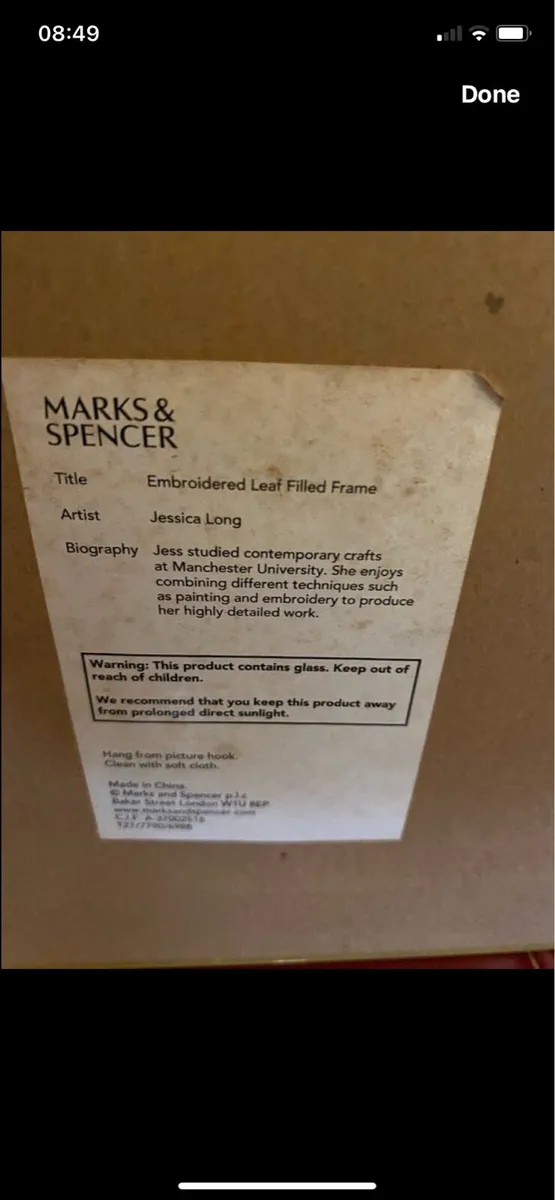 08:49
Done
MARKS &
SPENCER
Title Embroidered Leaf Filled Frame
Artist Jessica Long
Biography Jess studied contemporary crafts
at Manchester University. She enjoys
combining different techniques such
as painting and embroidery to produce
her highly detailed work.
Warning: This product contains glass. Keep out of
reach of children.
We recommend that you keep this product away
from prolonged direct sunlight.
Hang from picture hook.
Clean with soft cloth.
Made in China.
© Marks and Spencer p.l.c
Baker Street London W1U 8EP
www.marksandspencer.com
C.I.F.